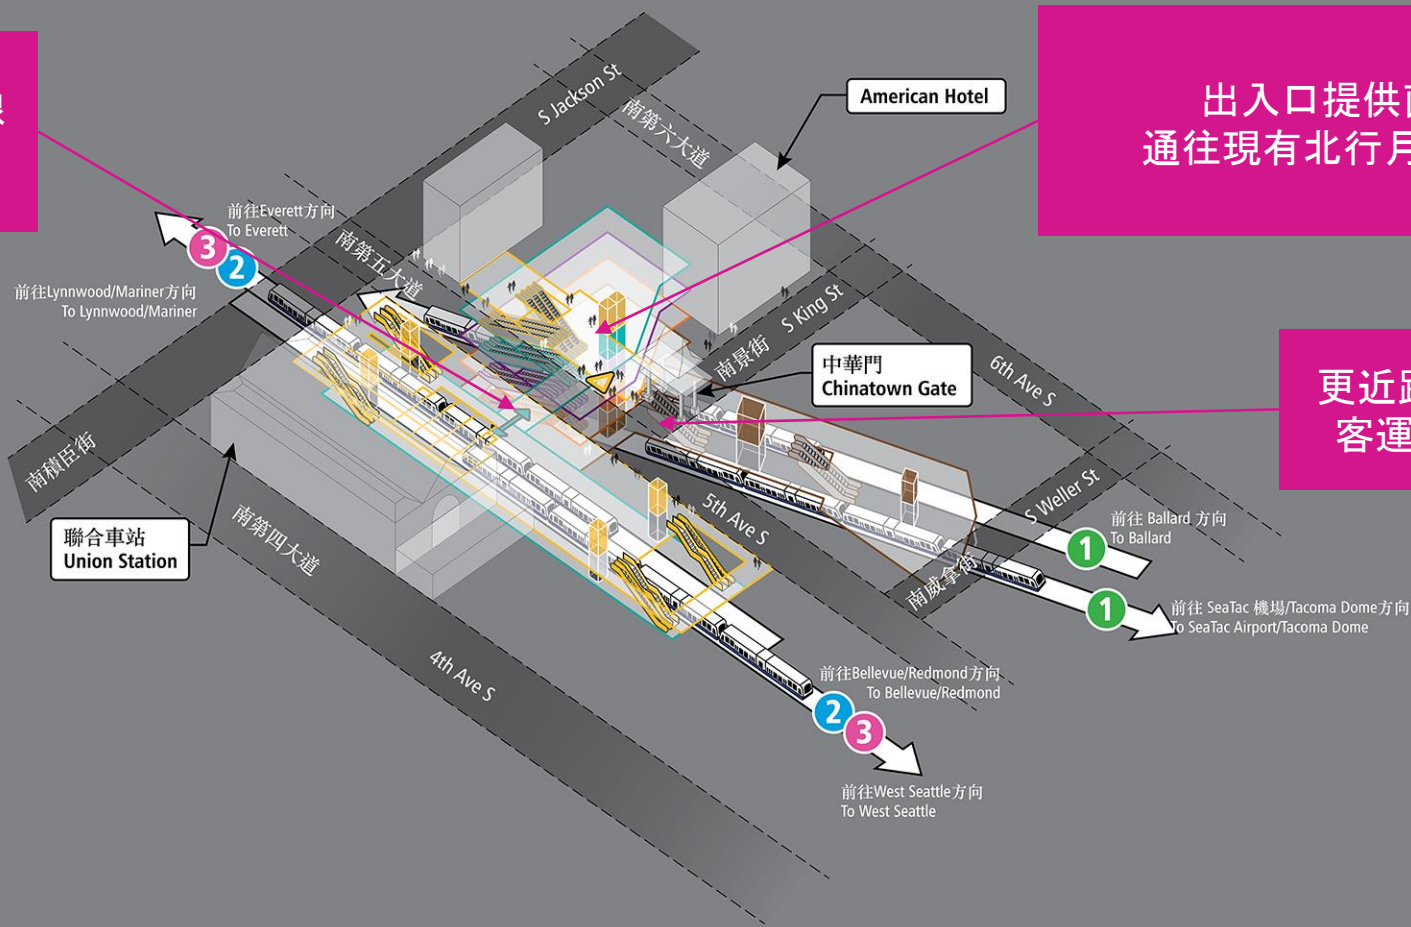 線
出入口提供
通往現有北行月
更近
客運
American Hotel
S Jackson St
南第六大道
前往Everett方向
To Everett
3
2
南第五大道
前往Lynnwood/Mariner方向
To Lynnwood/Mariner
S King St
南景街
中華門
Chinatown Gate
6th Ave S
南積臣街
聯合車站
Union Station
南第四大道
5th Ave S
S Weller St
南威拿街
前往 Ballard 方向
To Ballard
1
1
前往 SeaTac 機場/Tacoma Dome方向
To SeaTac Airport/Tacoma Dome
4th Ave S
前往Bellevue/Redmond方向
To Bellevue/Redmond
2
3
前往West Seattle方向
To West Seattle